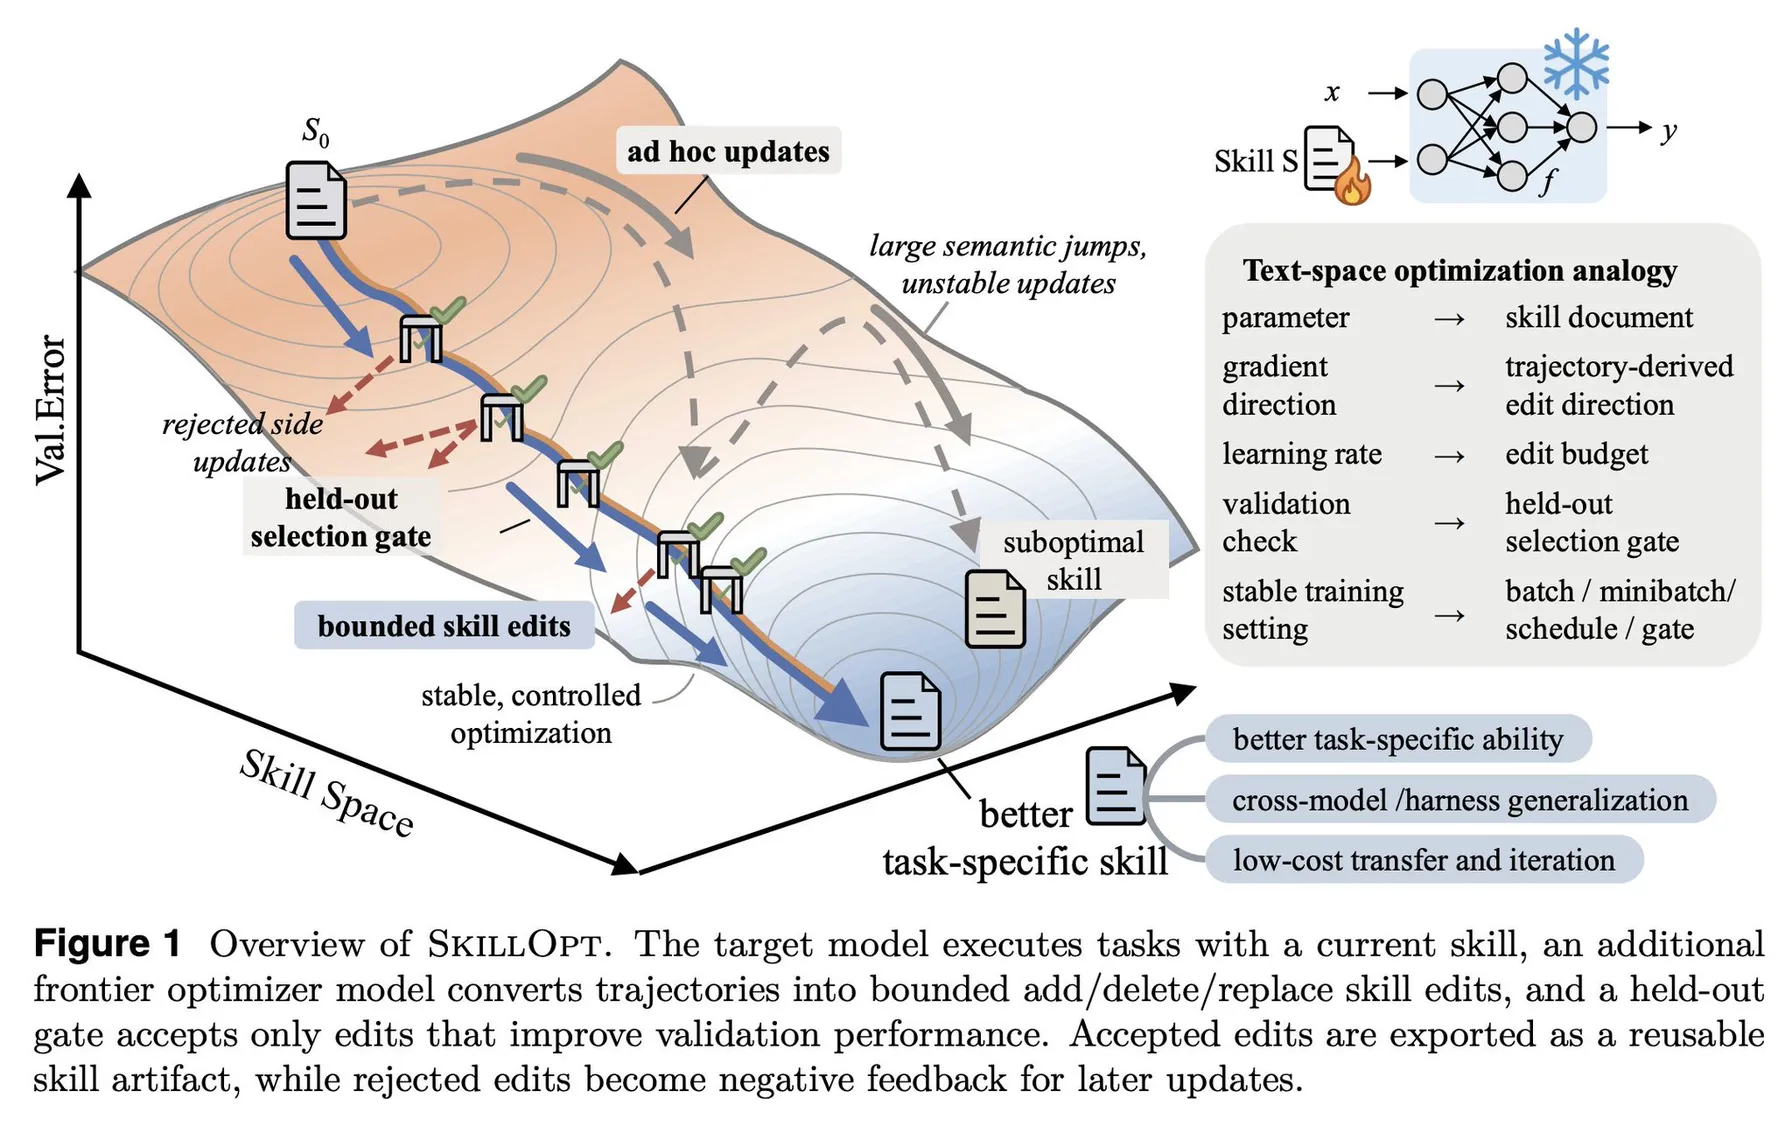 S0
ad hoc updates
large semantic jumps,
unstable updates
Val.Error
rejected side
updates
held-out
selection gate
bounded skill edits
suboptimal
skill
stable, controlled
optimization
Skill Space
better
task-specific skill
x
Skill S
f
y
Text-space optimization analogy
parameter → skill document
gradient
direction
→
trajectory-derived
edit direction
learning rate → edit budget
validation
check
→
held-out
selection gate
stable training
setting
→
batch / minibatch/
schedule / gate
better task-specific ability
cross-model /harness generalization
low-cost transfer and iteration
Figure 1 Overview of SKILLOPT. The target model executes tasks with a current skill, an additional
frontier optimizer model converts trajectories into bounded add/delete/replace skill edits, and a held-out
gate accepts only edits that improve validation performance. Accepted edits are exported as a reusable
skill artifact, while rejected edits become negative feedback for later updates.